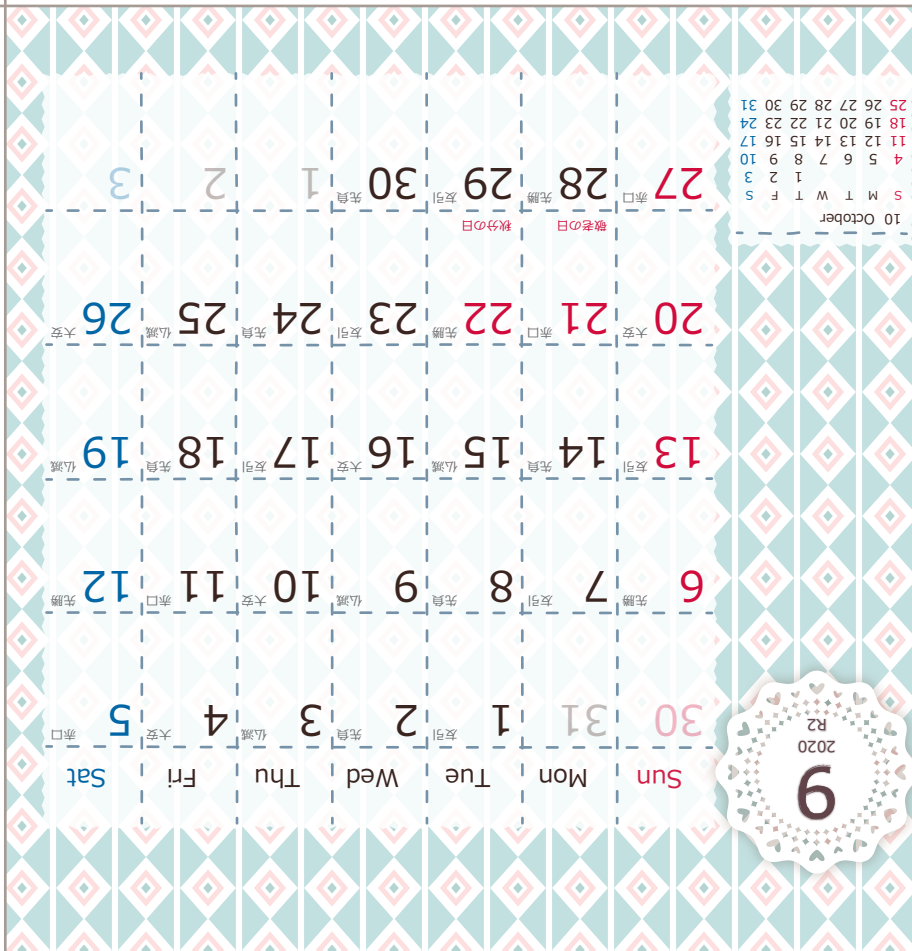 9
2020
R2
Sun Mon Tue Wed Thu Fri Sat
30 31 1 友引 2 先負 3 仏滅 4 大安 5 赤口
6 先勝 7 友引 8 先負 9 仏滅 10 大安 11 赤口 12 先勝
13 友引 14 先負 15 仏滅 16 大安 17 友引 18 先負 19 仏滅
20 大安 21 赤口 22 先勝 23 友引 24 先負 25 仏滅 26 大安
敬老の日 秋分の日
27 赤口 28 先勝 29 友引 30 先負 1 2 3
10 October
S M T W T F S
1 2 3
4 5 6 7 8 9 10
11 12 13 14 15 16 17
18 19 20 21 22 23 24
25 26 27 28 29 30 31